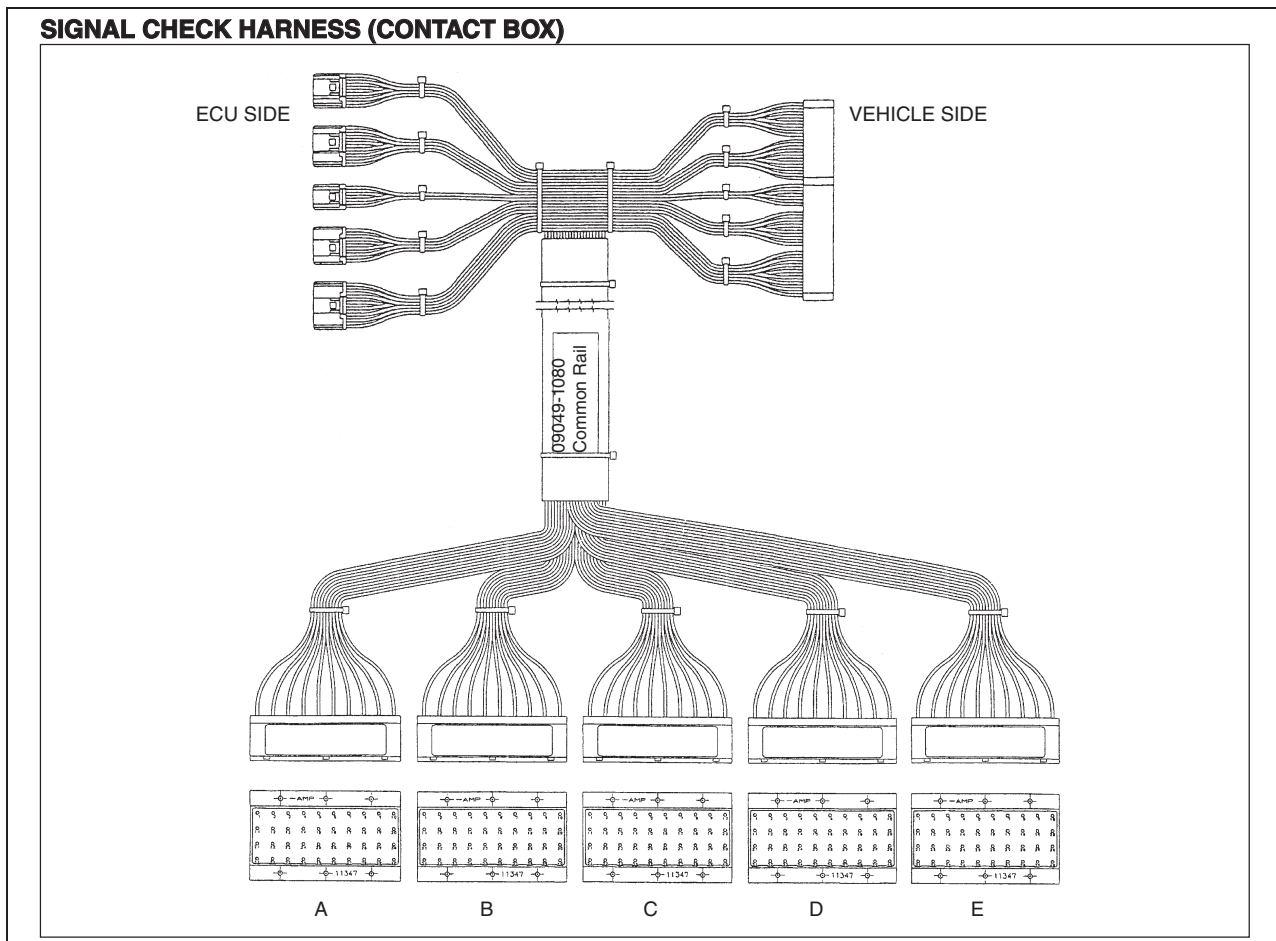 SIGNAL CHECK HARNESS (CONTACT BOX)
ECU SIDE
VEHICLE SIDE
09049-1080
Common Rail
AMP
AMP
AMP
AMP
AMP
11347
11347
11347
11347
11347
A
B
C
D
E